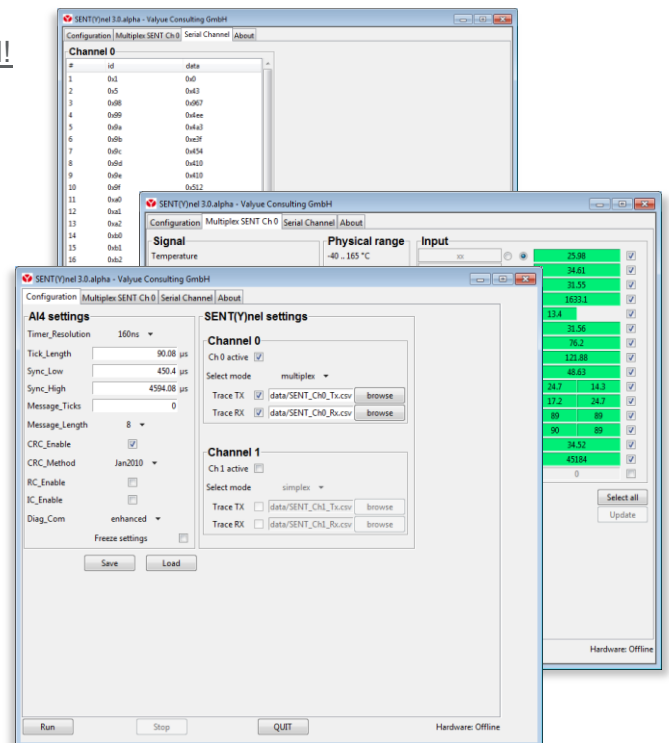 !
SENT(Y)nel 3.0.alpha - Valyue Consulting GmbH
Configuration Multiplex SENT Ch 0 Serial Channel About
Channel 0
# id data
1 0x1 0x0
2 0x5 0x43
3 0x98 0x967
4 0x99 0x4ee
5 0x9a 0x4a3
6 0x9b 0xe3f
7 0x9c 0x454
8 0x9d 0x410
9 0x9e 0x410
10 0x9f 0x512
11 0xa0
12 0xa1
13 0xa2
14 0xb0
15 0xb1
16 0xb2
SENT(Y)nel 3.0.alpha - Valyue Consulting GmbH
Configuration Multiplex SENT Ch 0 Serial Channel About
Signal Physical range Input
Temperature -40 .. 165 °C xx 25.98
34.61
31.55
1633.1
13.4
31.56
76.2
121.88
48.63
24.7 14.3
17.2 24.7
89 89
90 89
34.52
45184
0
Select all
Update
Hardware: Offline
SENT(Y)nel 3.0.alpha - Valyue Consulting GmbH
Configuration Multiplex SENT Ch 0 Serial Channel About
AI4 settings
Timer_Resolution 160ns
Tick_Length 90.08 µs
Sync_Low 450.4 µs
Sync_High 4594.08 µs
Message_Ticks 0
Message_Length 8
CRC_Enable
CRC_Method Jan2010
RC_Enable
IC_Enable
Diag_Com enhanced
Freeze settings
Save Load
SENT(Y)nel settings
Channel 0
Ch 0 active
Select mode multiplex
Trace TX data/SENT_Ch0_Tx.csv browse
Trace RX data/SENT_Ch0_Rx.csv browse
Channel 1
Ch 1 active
Select mode simplex
Trace TX data/SENT_Ch1_Tx.csv browse
Trace RX data/SENT_Ch1_Rx.csv browse
Run Stop QUIT Hardware: Offline